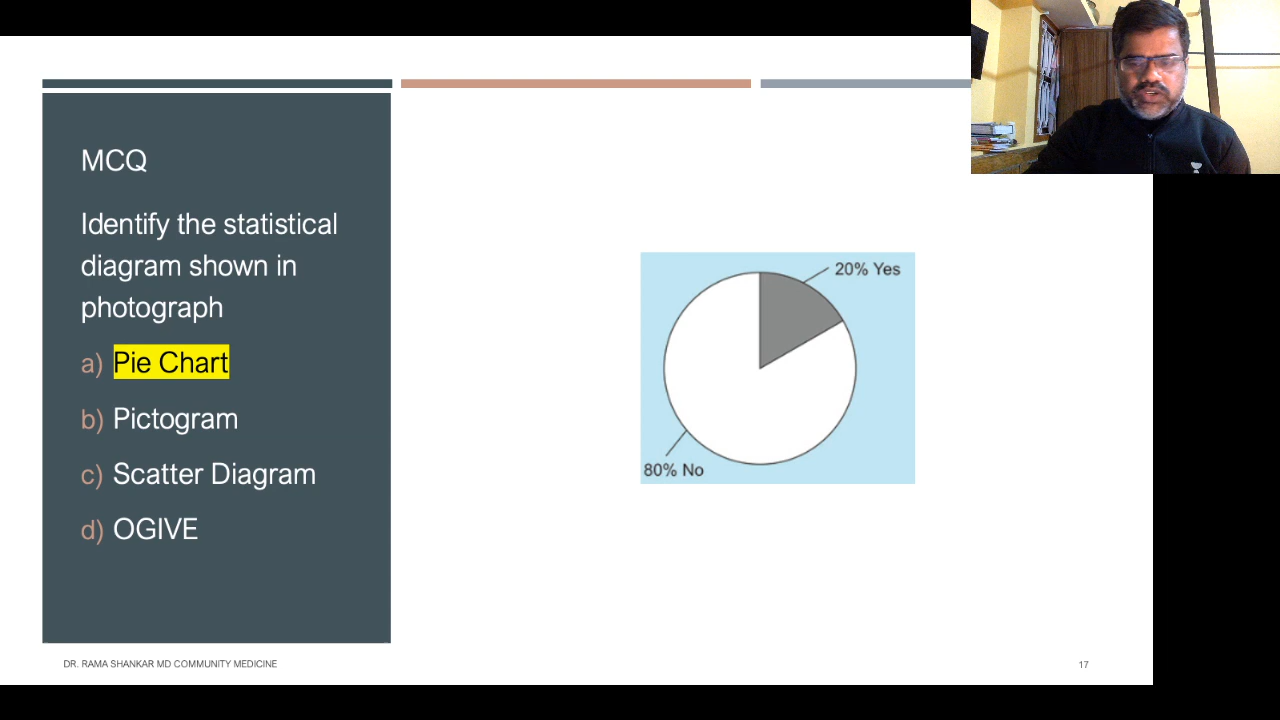 MCQ
Identify the statistical
diagram shown in
photograph
a) Pie Chart
b) Pictogram
c) Scatter Diagram
d) OGIVE
20% Yes
80% No
DR. RAMA SHANKAR MD COMMUNITY MEDICINE
17